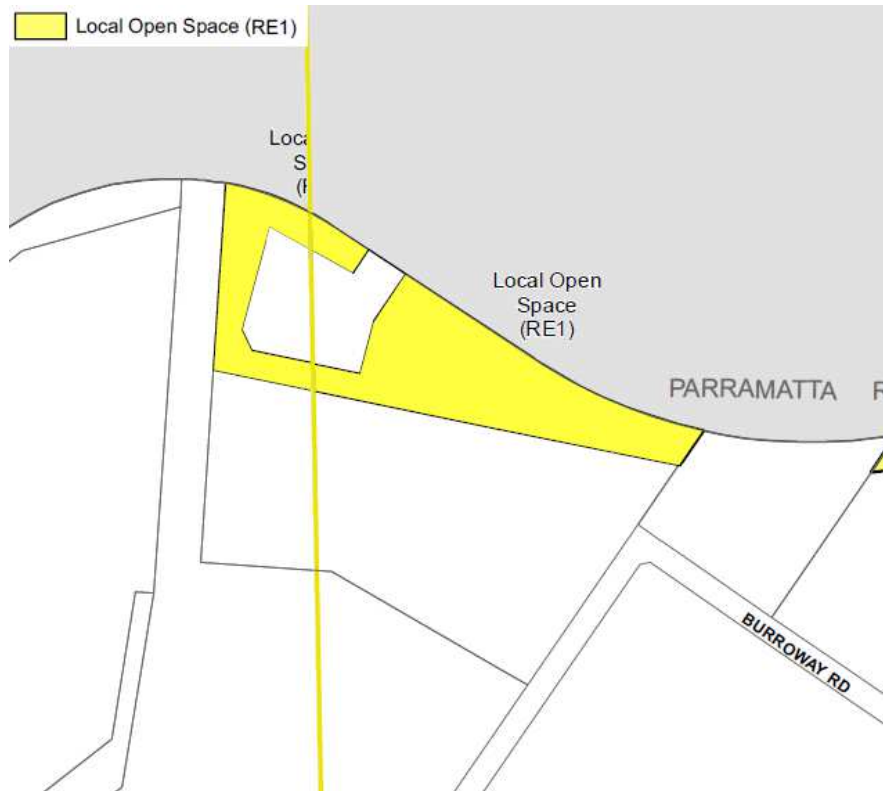 Local Open Space (RE1)
Local Open
Space
(RE1)
PARRAMATTA
BURROWAY RD